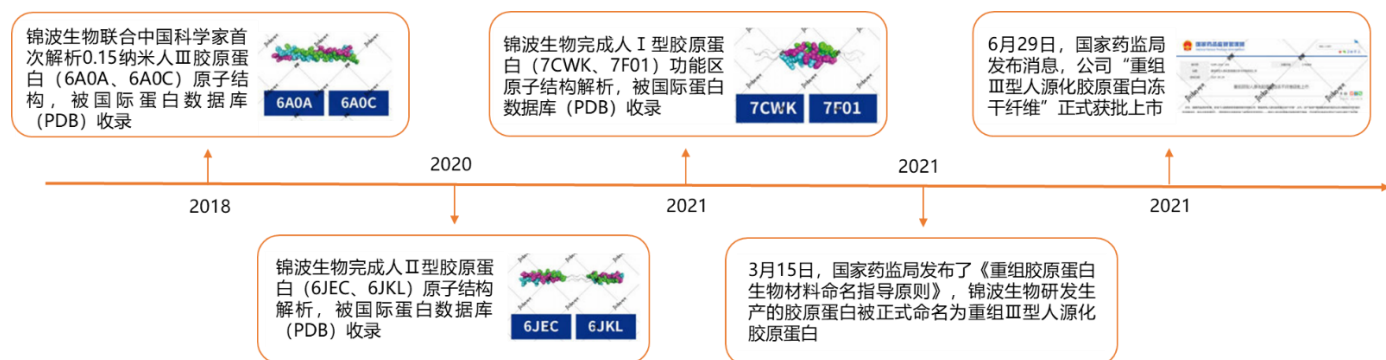 锦波生物联合中国科学家首
次解析0.15纳米人Ⅲ胶原蛋
白（6A0A、6A0C）原子结
构，被国际蛋白数据库
（PDB）收录
6A0A
6A0C
锦波生物完成人Ⅰ型胶原蛋
白（7CWK、7F01）功能区
原子结构解析，被国际蛋白
数据库（PDB）收录
7CWK
7F01
6月29日，国家药监局
发布消息，公司“重组
Ⅲ型人源化胶原蛋白冻
干纤维”正式获批上市
2018
2020
2021
2021
2021
锦波生物完成人Ⅱ型胶原蛋
白（6JEC、6JKL）原子结构
解析，被国际蛋白数据库
（PDB）收录
6JEC
6JKL
3月15日，国家药监局发布了《重组胶原蛋白
生物材料命名指导原则》，锦波生物研发生
产的胶原蛋白被正式命名为重组Ⅲ型人源化
胶原蛋白